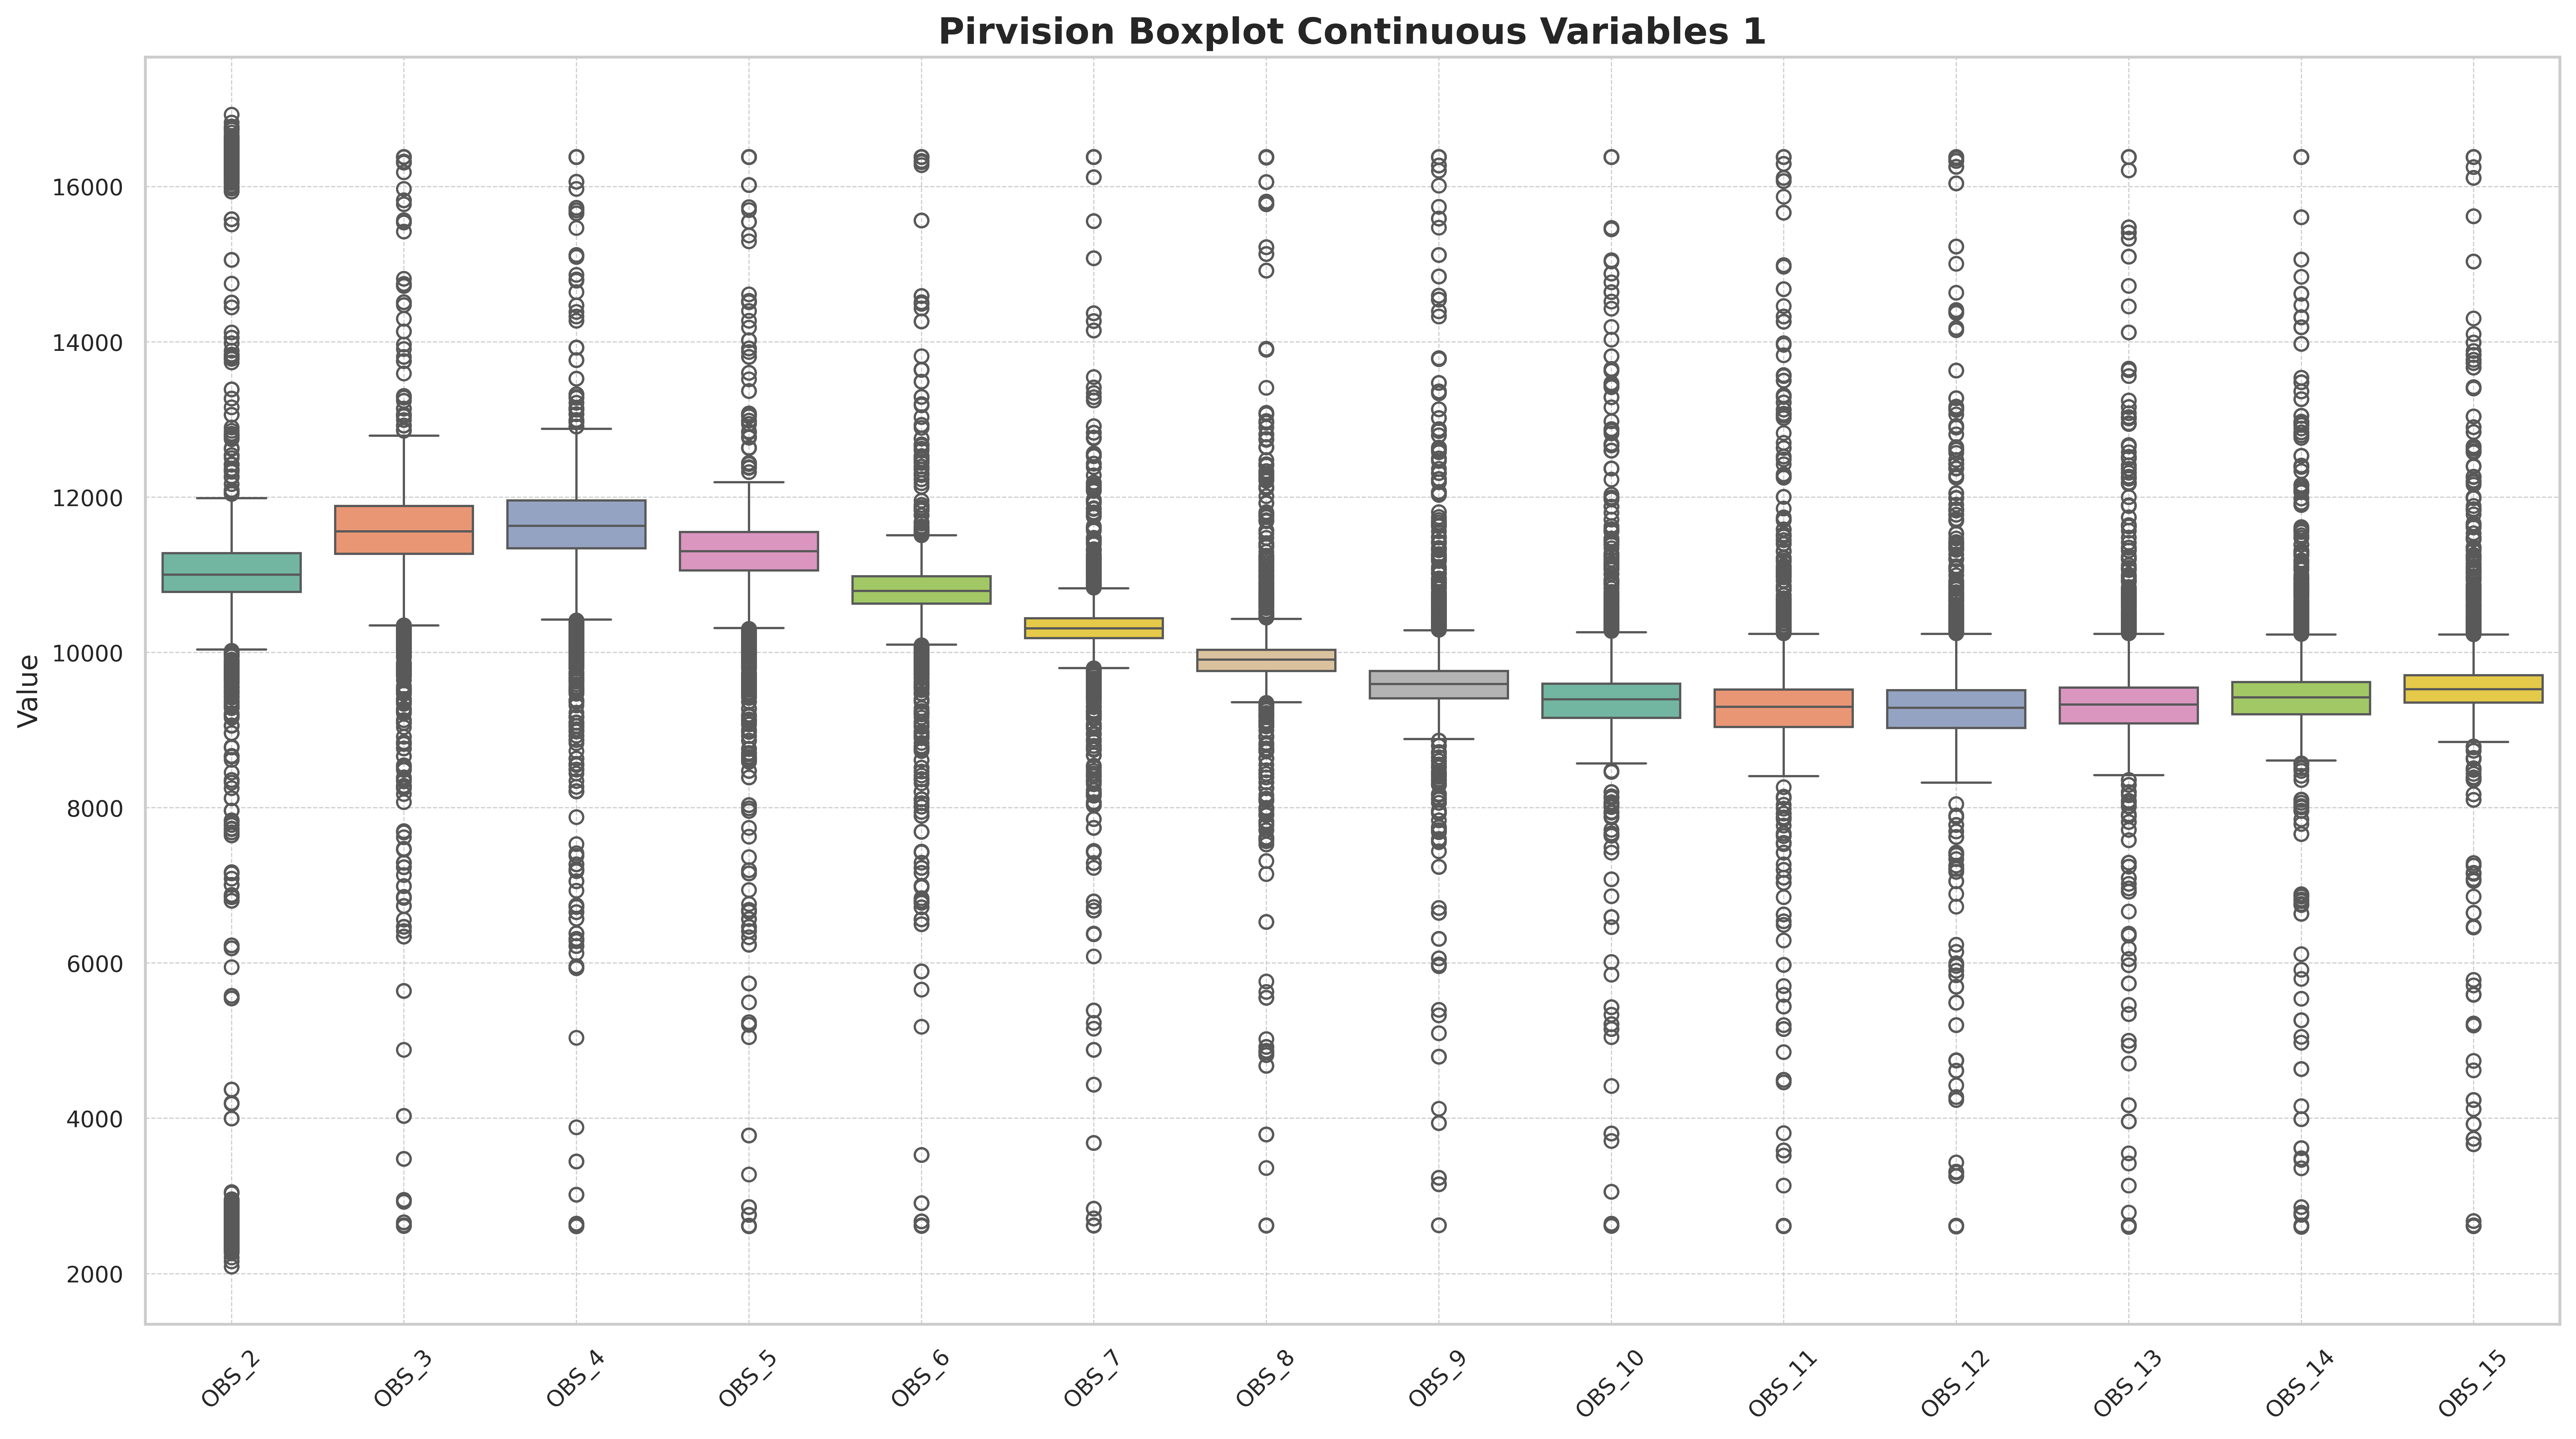 Pirvision Boxplot Continuous Variables 1
Value
16000
14000
12000
10000
8000
6000
4000
2000
OBS_2
OBS_3
OBS_4
OBS_5
OBS_6
OBS_7
OBS_8
OBS_9
OBS_10
OBS_11
OBS_12
OBS_13
OBS_14
OBS_15